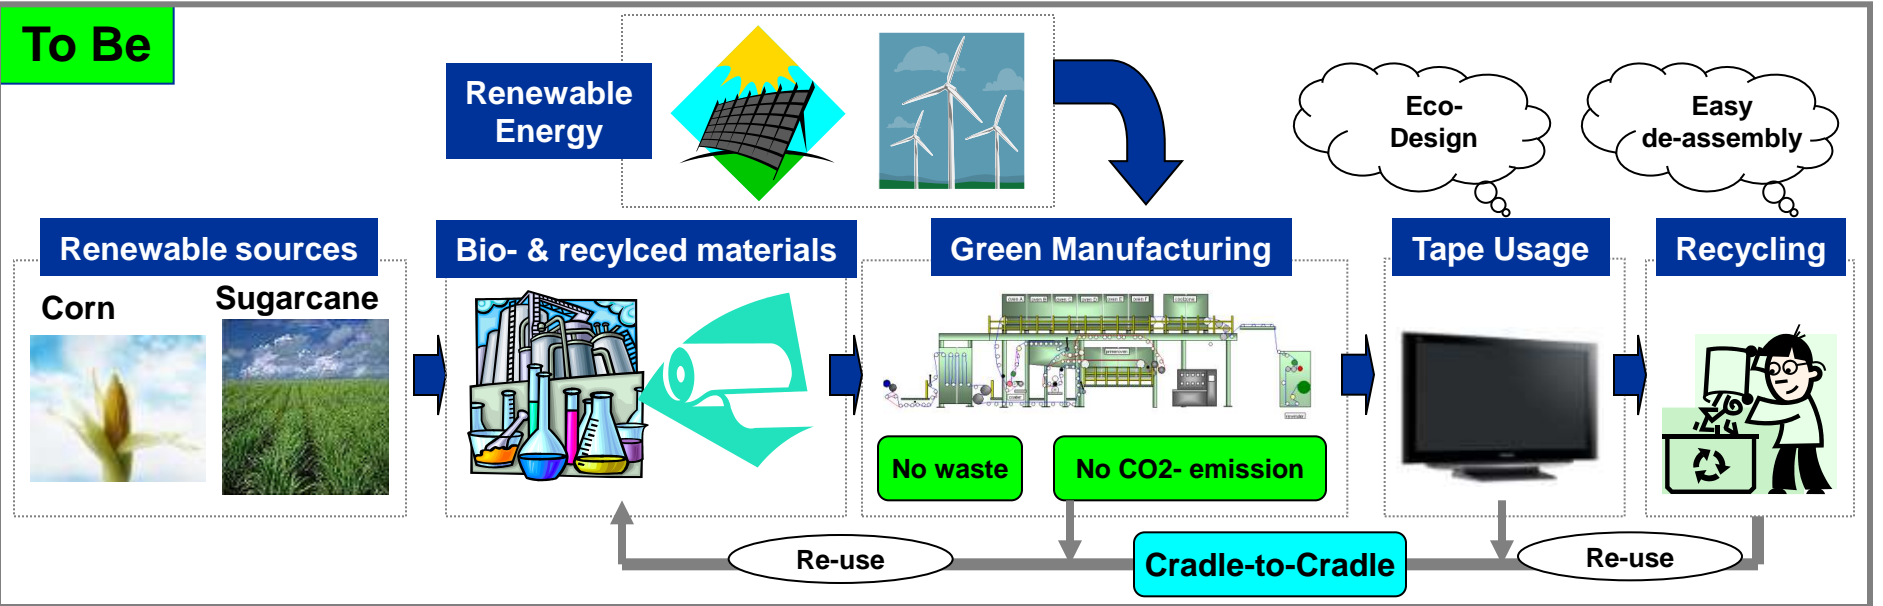 To Be
Renewable
Energy
Eco-
Design
Easy
de-assembly
Renewable sources
Bio- & recylced materials
Green Manufacturing
Tape Usage
Recycling
Corn
Sugarcane
No waste
No CO2- emission
Re-use
Cradle-to-Cradle
Re-use